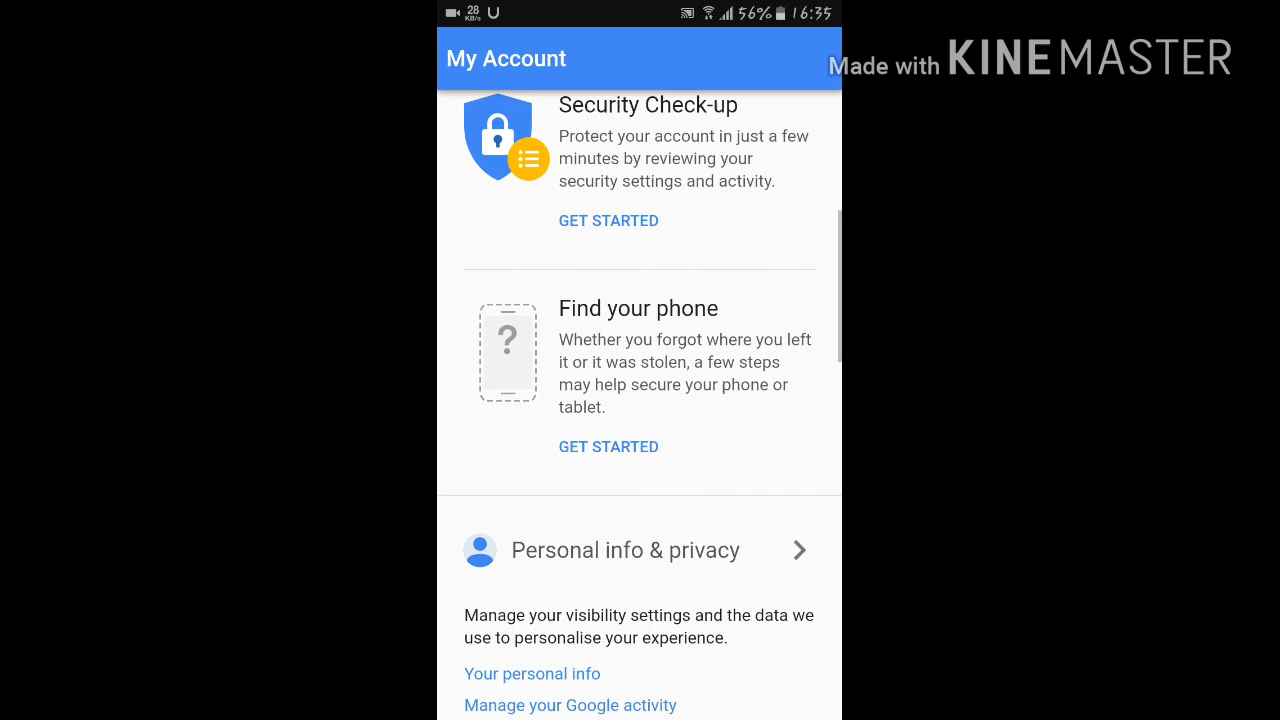 28
KB/s
56%
16:35
My Account
Made with KINEMASTER
Security Check-up
Protect your account in just a few
minutes by reviewing your
security settings and activity.
GET STARTED
Find your phone
Whether you forgot where you left
it or it was stolen, a few steps
may help secure your phone or
tablet.
GET STARTED
Personal info & privacy
Manage your visibility settings and the data we
use to personalise your experience.
Your personal info
Manage your Google activity